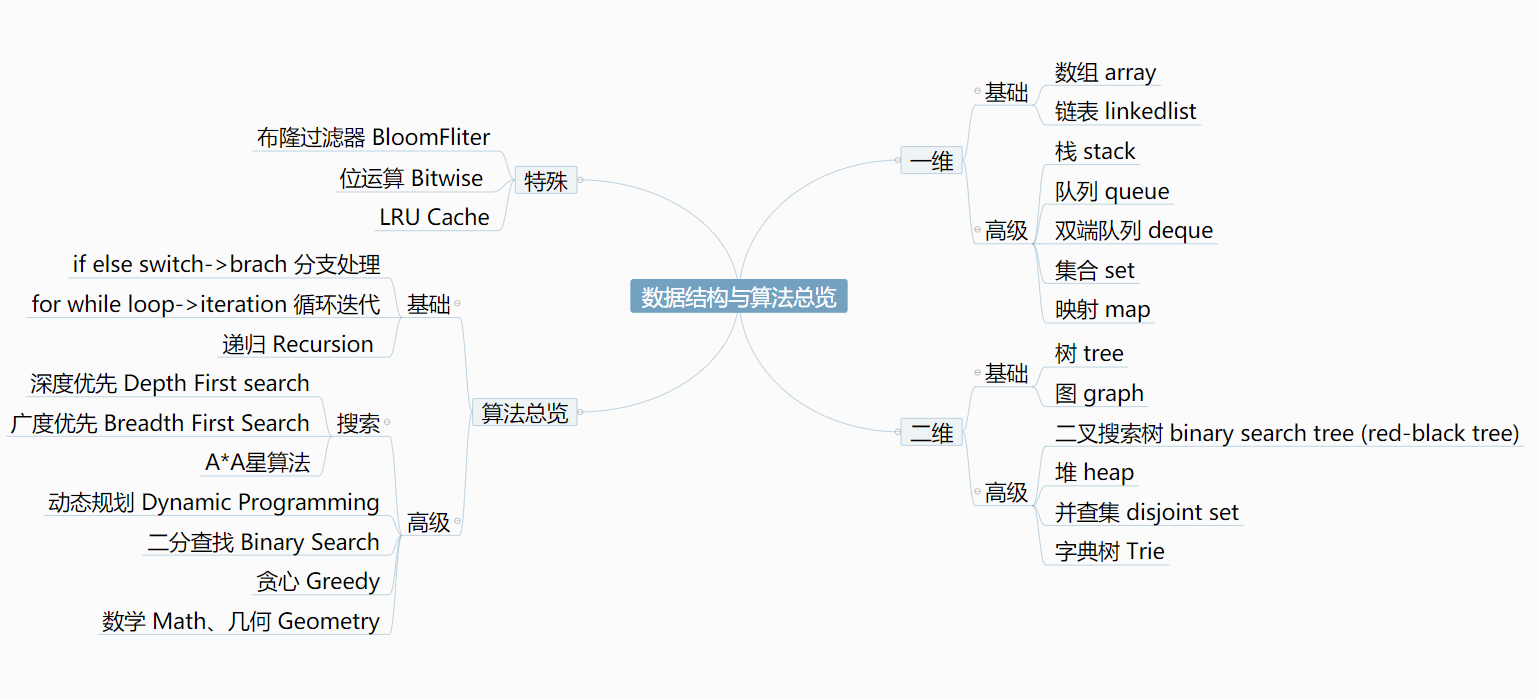 数据结构与算法总览
一维
基础
数组 array
链表 linkedlist
高级
栈 stack
队列 queue
双端队列 deque
集合 set
映射 map
二维
基础
树 tree
图 graph
高级
二叉搜索树 binary search tree (red-black tree)
堆 heap
并查集 disjoint set
字典树 Trie
特殊
布隆过滤器 BloomFliter
位运算 Bitwise
LRU Cache
算法总览
基础
if else switch->brach 分支处理
for while loop->iteration 循环迭代
递归 Recursion
高级
搜索
深度优先 Depth First search
广度优先 Breadth First Search
A*A星算法
动态规划 Dynamic Programming
二分查找 Binary Search
贪心 Greedy
数学 Math、几何 Geometry